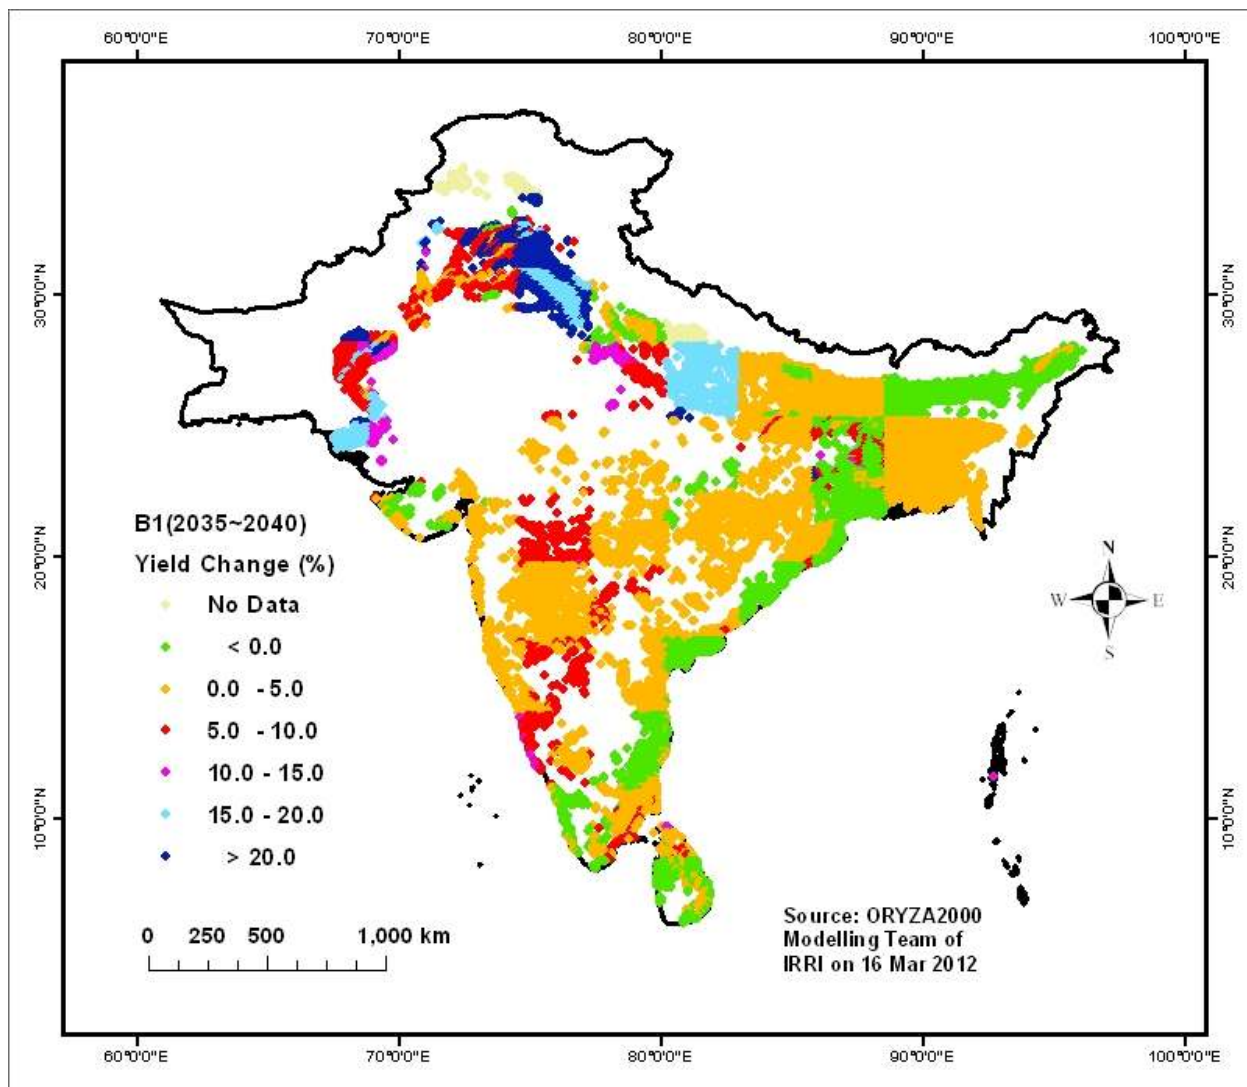 60°0'0"E 70°0'0"E 80°0'0"E 90°0'0"E 100°0'0"E
30°0'0"N 30°0'0"N
B1(2035~2040)
Yield Change (%)
No Data
< 0.0
0.0 - 5.0
5.0 - 10.0
10.0 - 15.0
15.0 - 20.0
> 20.0
20°0'0"N 20°0'0"N
N
W E
S
10°0'0"N 10°0'0"N
0 250 500 1,000 km
Source: ORYZA2000
Modelling Team of
IRRI on 16 Mar 2012
60°0'0"E 70°0'0"E 80°0'0"E 90°0'0"E 100°0'0"E